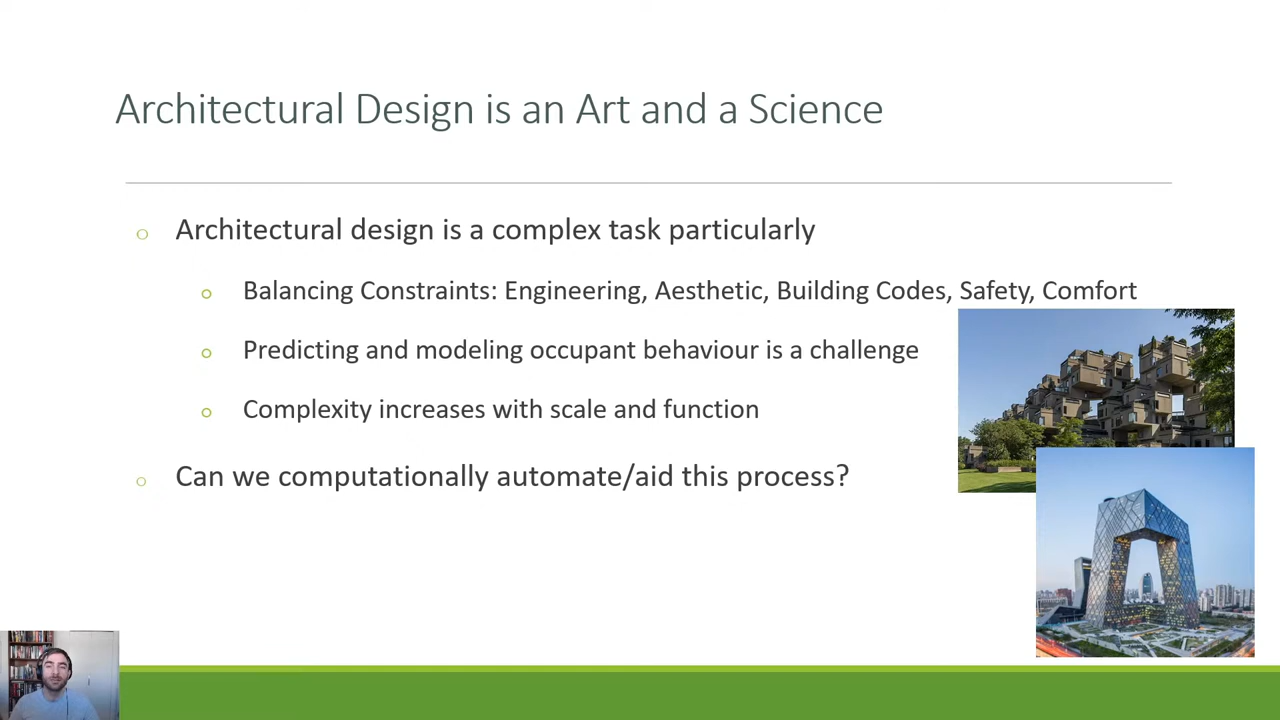 Architectural Design is an Art and a Science
Architectural design is a complex task particularly
Balancing Constraints: Engineering, Aesthetic, Building Codes, Safety, Comfort
Predicting and modeling occupant behaviour is a challenge
Complexity increases with scale and function
Can we computationally automate/aid this process?